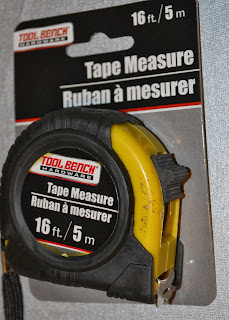 16 ft./5 m
TOOL BENCH
HARDWARE
Tape Measure
Ruban à mesurer
TOOL BENCH
HARDWARE
Tape Measure
Ruban à mesurer
16 ft./5 m